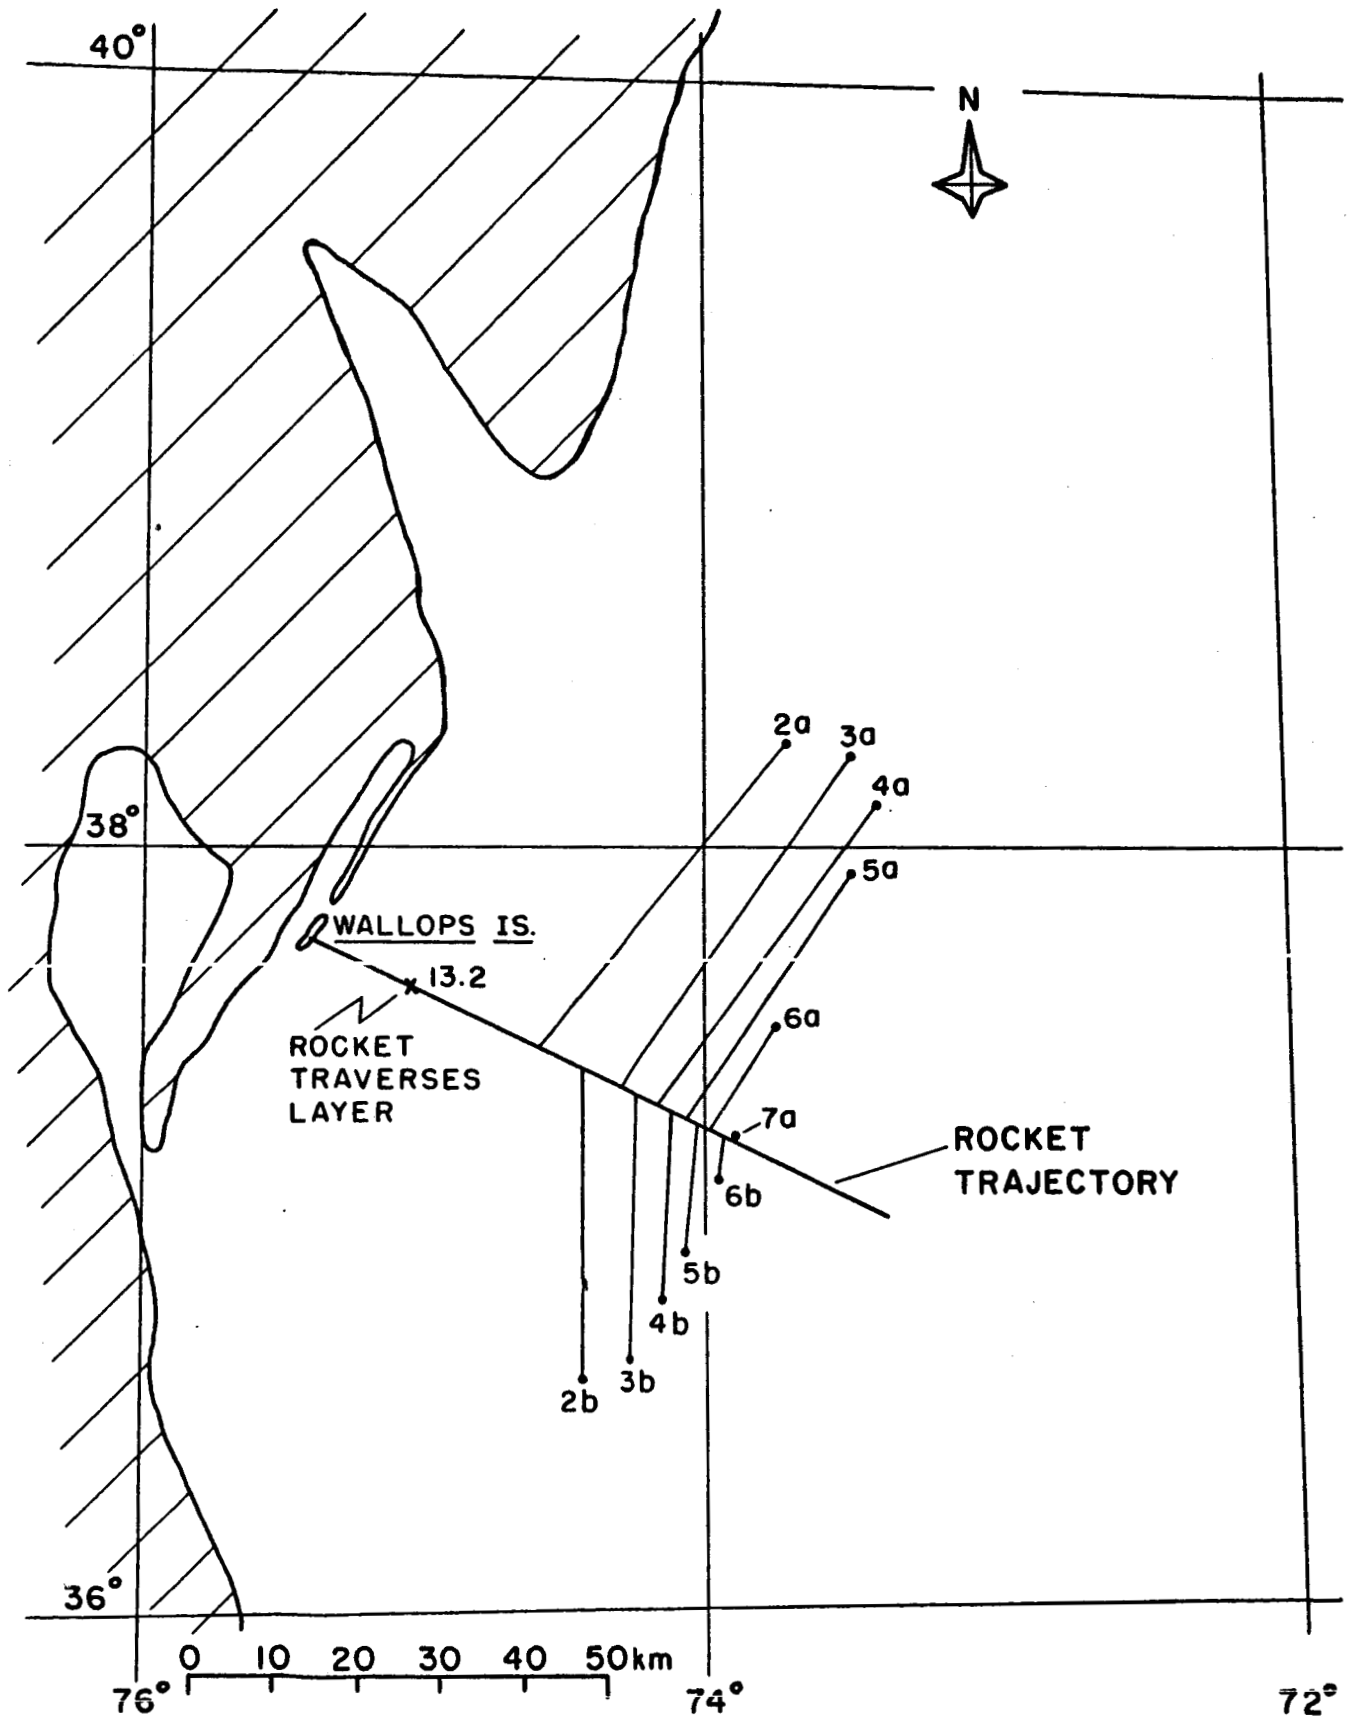 40°
N
2a
3a
4a
38°
5a
WALLOPS IS.
13.2
6a
ROCKET
TRAVERSES
LAYER
7a
ROCKET
TRAJECTORY
6b
5b
4b
3b
2b
36°
0 10 20 30 40 50km
76° 74° 72°